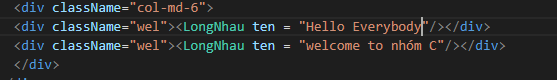 <div className="col-md-6">
<div className="wel"><LongNhau ten = "Hello Everybody"/></div>
<div className="wel"><LongNhau ten = "welcome to nhóm C"/></div>
</div>